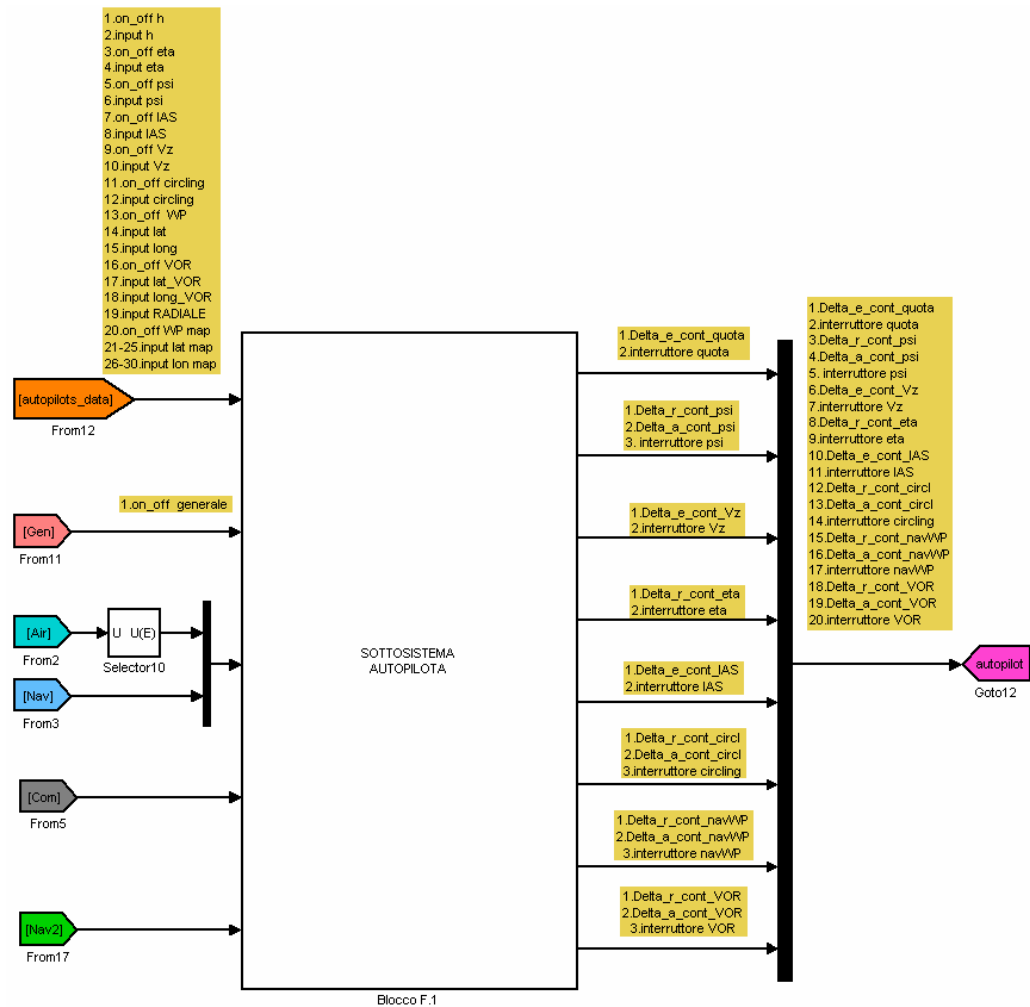 1.on_off h
2.input h
3.on_off eta
4.input eta
5.on_off psi
6.input psi
7.on_off IAS
8.input IAS
9.on_off Vz
10.input Vz
11.on_off circling
12.input circling
13.on_off WP
14.input lat
15.input long
16.on_off VOR
17.input lat_VOR
18.input long_VOR
19.input RADIALE
20.on_off WP map
21-25.input lat map
26-30.input lon map
[autopilots_data]
From12
1.on_off generale
[Gen]
From11
[Air]
From2
U U(E)
Selector10
[Nav]
From3
[Com]
From5
[Nav2]
From17
SOTTOSISTEMA
AUTOPILOTA
Blocco F.1
1.Delta_e_cont_quota
2.interruttore quota
1.Delta_r_cont_psi
2.Delta_a_cont_psi
3. interruttore psi
1.Delta_e_cont_Vz
2.interruttore Vz
1.Delta_r_cont_eta
2.interruttore eta
1.Delta_e_cont_IAS
2.interruttore IAS
1.Delta_r_cont_circl
2.Delta_a_cont_circl
3.interruttore circling
1.Delta_r_cont_navWP
2.Delta_a_cont_navWP
3.interruttore navWP
1.Delta_r_cont_VOR
2.Delta_a_cont_VOR
3.interruttore VOR
1.Delta_e_cont_quota
2.interruttore quota
3.Delta_r_cont_psi
4.Delta_a_cont_psi
5. interruttore psi
6.Delta_e_cont_Vz
7.interruttore Vz
8.Delta_r_cont_eta
9.interruttore eta
10.Delta_e_cont_IAS
11.interruttore IAS
12.Delta_r_cont_circl
13.Delta_a_cont_circl
14.interruttore circling
15.Delta_r_cont_navWP
16.Delta_a_cont_navWP
17.interruttore navWP
18.Delta_r_cont_VOR
19.Delta_a_cont_VOR
20.interruttore VOR
autopilot
Goto12